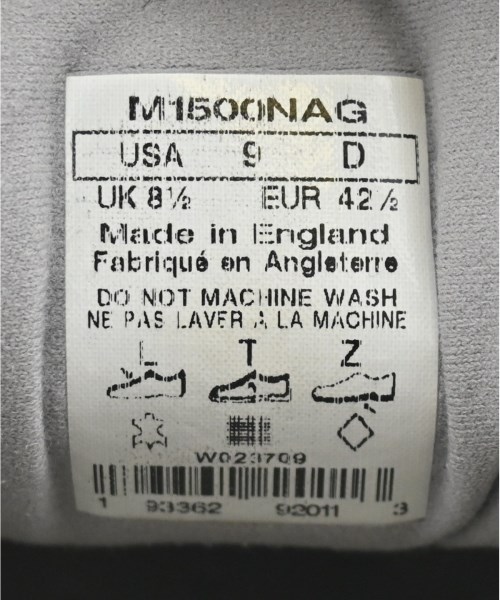 M1500NAG
USA 9 D
UK 8½ EUR 42½
Made in England
Fabriqué en Angleterre
DO NOT MACHINE WASH
NE PAS LAVER A LA MACHINE
L T Z
W023709
1 93362 92011 3